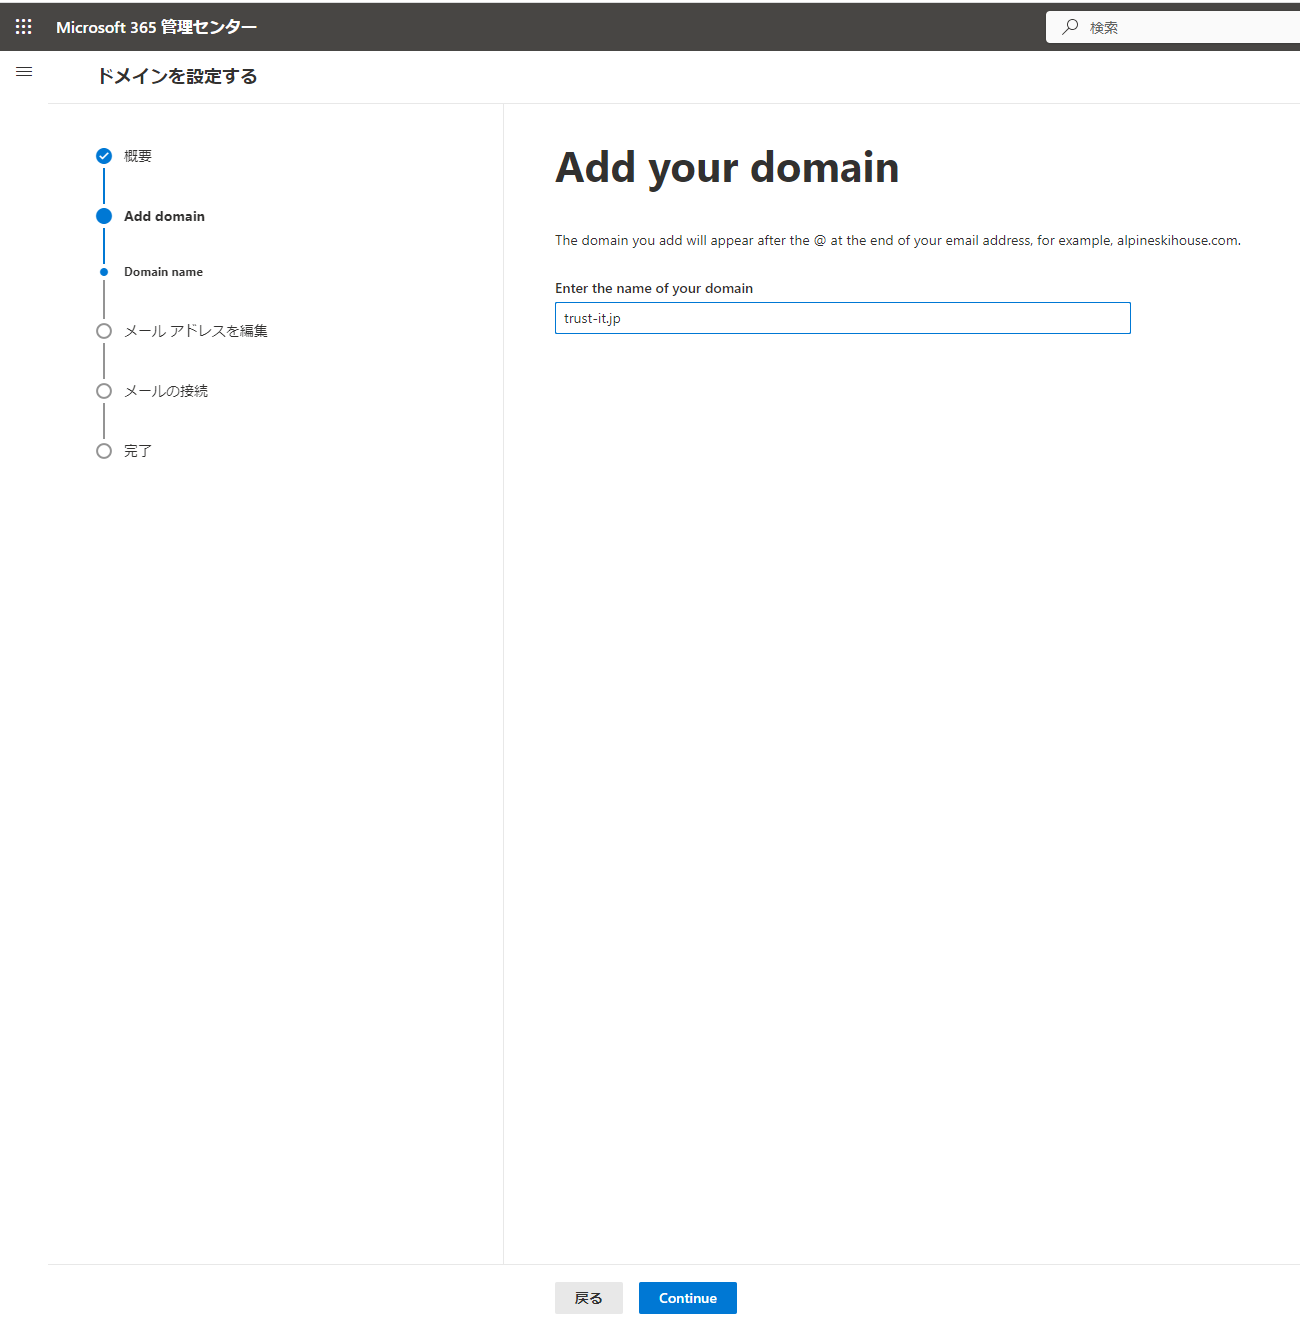 Microsoft 365 管理センター
検索
ドメインを設定する
概要
Add domain
Domain name
メール アドレスを編集
メールの接続
完了
Add your domain
The domain you add will appear after the @ at the end of your email address, for example, alpineskihouse.com.
Enter the name of your domain
trust-it.jp
戻る
Continue